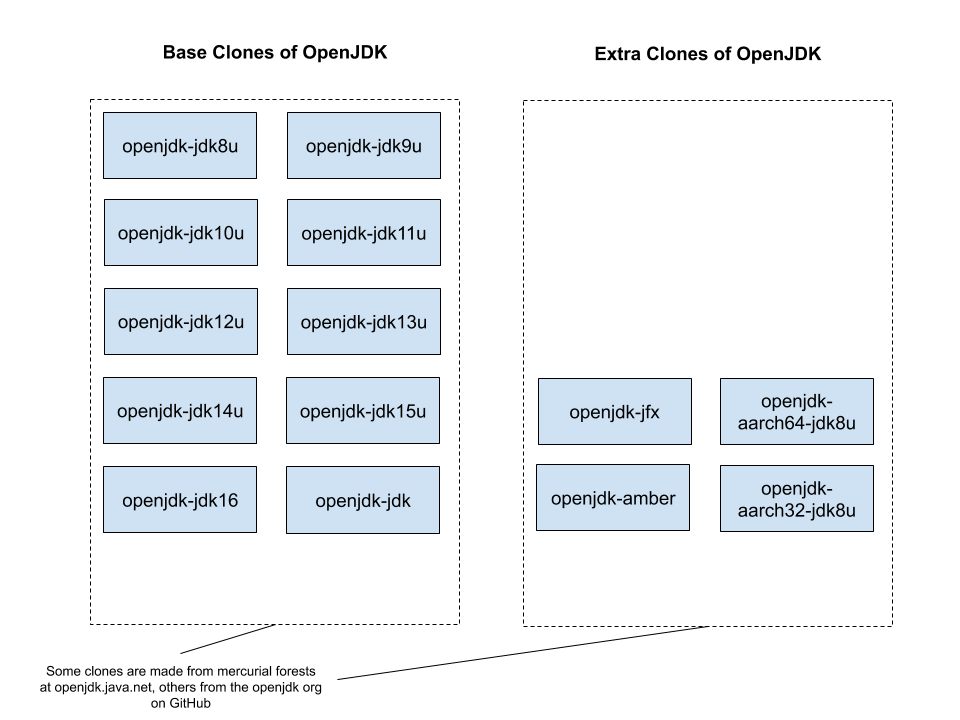 Base Clones of OpenJDK
Extra Clones of OpenJDK
openjdk-jdk8u
openjdk-jdk9u
openjdk-jdk10u
openjdk-jdk11u
openjdk-jdk12u
openjdk-jdk13u
openjdk-jdk14u
openjdk-jdk15u
openjdk-jdk16
openjdk-jdk
openjdk-jfx
openjdk-
aarch64-jdk8u
openjdk-amber
openjdk-
aarch32-jdk8u
Some clones are made from mercurial forests
at openjdk.java.net, others from the openjdk org
on GitHub